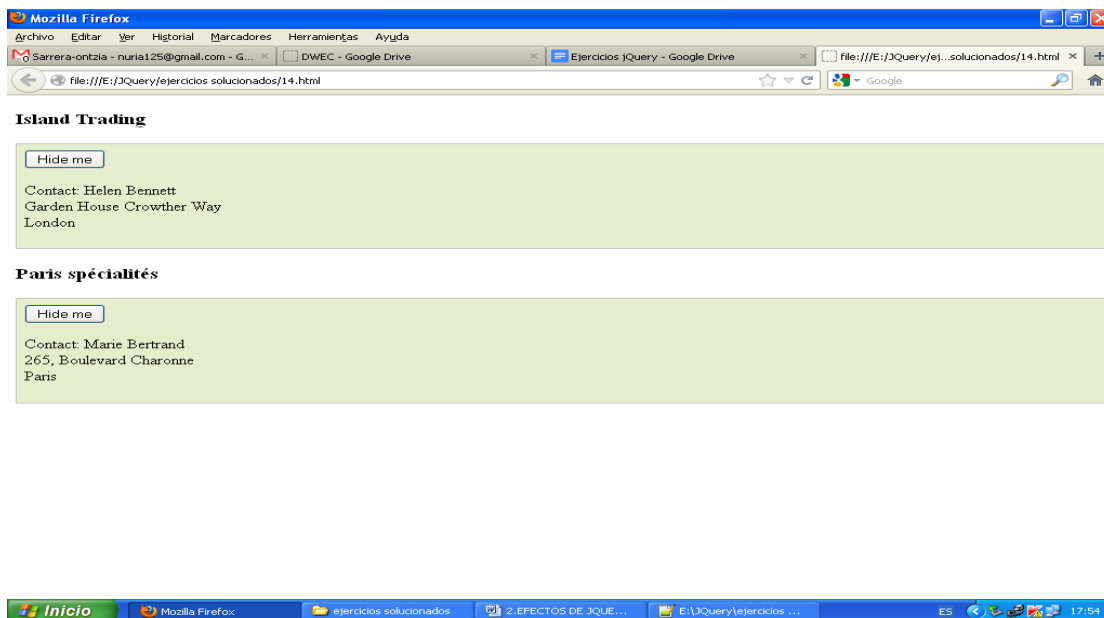 Mozilla Firefox
Archivo Editar Ver Historial Marcadores Herramientas Ayuda
Sarrera-ontzia - nuria125@gmail.com - G... DWEC - Google Drive Ejercicios jQuery - Google Drive file:///E:/JQuery/ej...solucionados/14.html
file:///E:/JQuery/ejercicios solucionados/14.html Google
Island Trading
Hide me
Contact: Helen Bennett
Garden House Crowther Way
London
Paris spécialités
Hide me
Contact: Marie Bertrand
265, Boulevard Charonne
Paris
Inicio Mozilla Firefox ejercicios solucionados 2.EFECTOS DE JQUE... E:\JQuery\ejercicios ... ES 17:54